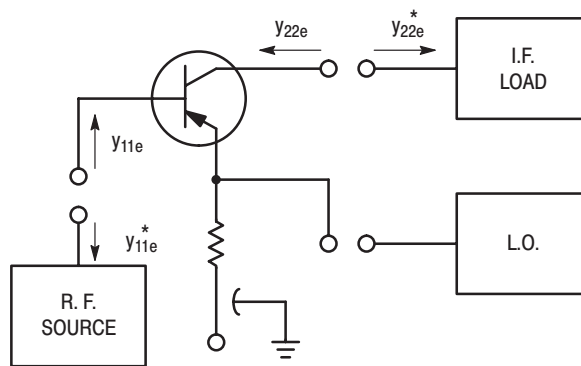 y22e
y*22e
I.F.
LOAD
y11e
y*11e
L.O.
R. F.
SOURCE